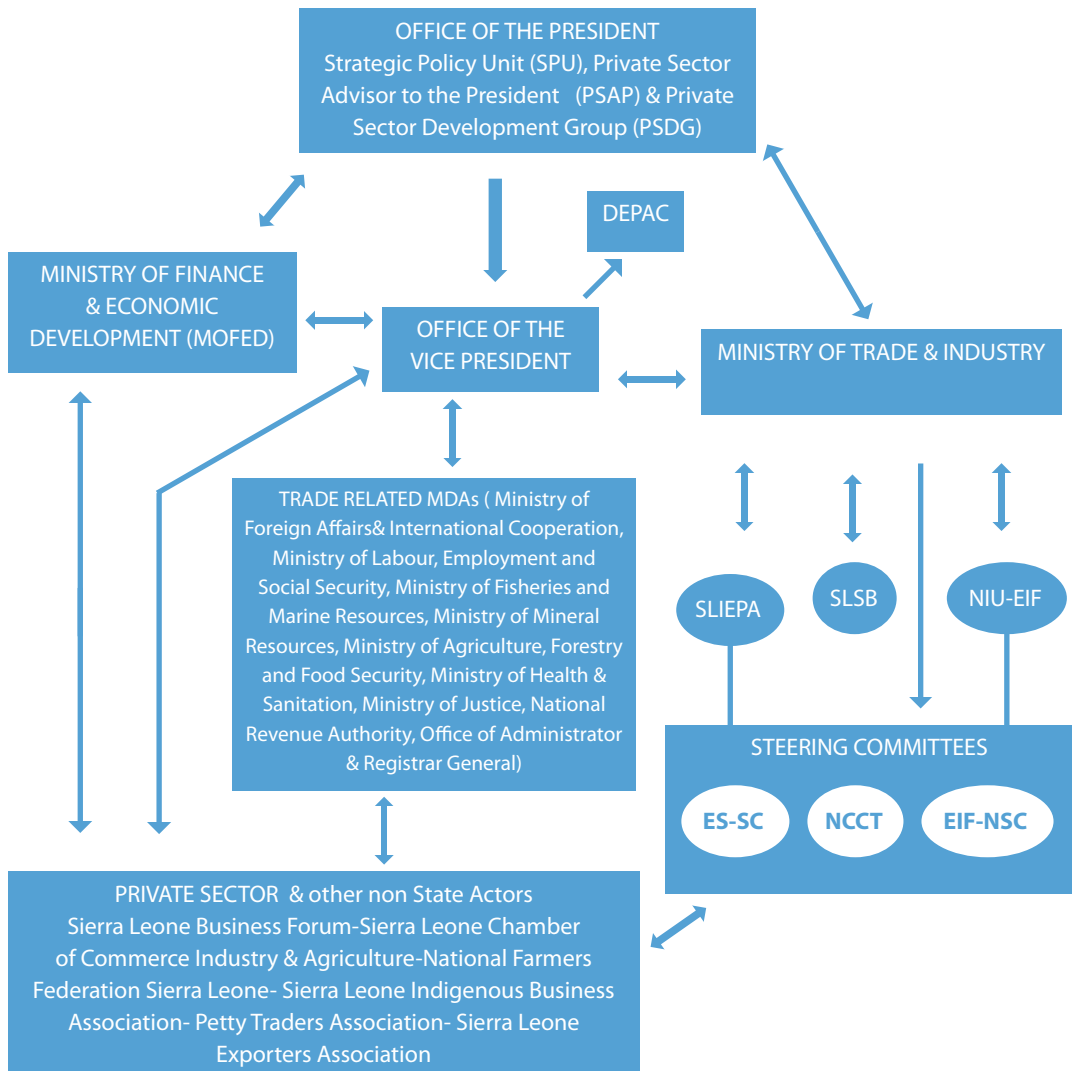 OFFICE OF THE PRESIDENT
Strategic Policy Unit (SPU), Private Sector
Advisor to the President (PSAP) & Private
Sector Development Group (PSDG)
DEPAC
MINISTRY OF FINANCE
& ECONOMIC
DEVELOPMENT (MOFED)
OFFICE OF THE
VICE PRESIDENT
MINISTRY OF TRADE & INDUSTRY
TRADE RELATED MDAs ( Ministry of
Foreign Affairs& International Cooperation,
Ministry of Labour, Employment and
Social Security, Ministry of Fisheries and
Marine Resources, Ministry of Mineral
Resources, Ministry of Agriculture, Forestry
and Food Security, Ministry of Health &
Sanitation, Ministry of Justice, National
Revenue Authority, Office of Administrator
& Registrar General)
SLIEPA
SLSB
NIU-EIF
STEERING COMMITTEES
ES-SC
NCCT
EIF-NSC
PRIVATE SECTOR & other non State Actors
Sierra Leone Business Forum-Sierra Leone Chamber
of Commerce Industry & Agriculture-National Farmers
Federation Sierra Leone- Sierra Leone Indigenous Business
Association- Petty Traders Association- Sierra Leone
Exporters Association